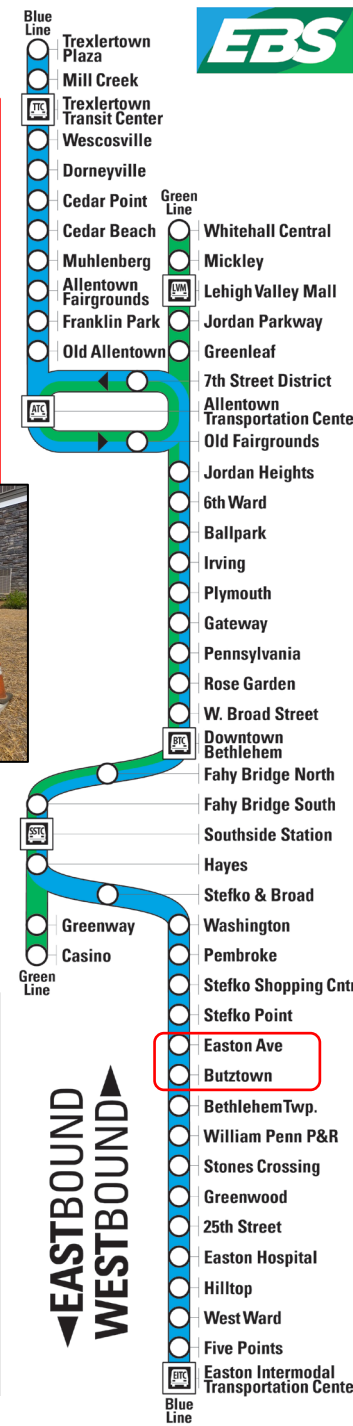 Blue
Line
EBS
Trexlertown
Plaza
Mill Creek
TTC
Trexlertown
Transit Center
Wescosville
Dorneyville
Cedar Point
Cedar Beach
Muhlenberg
Allentown
Fairgrounds
Franklin Park
Old Allentown
Green
Line
Whitehall Central
Mickley
LVM
Lehigh Valley Mall
Jordan Parkway
Greenleaf
7th Street District
ATC
Allentown
Transportation Cente
Old Fairgrounds
Jordan Heights
6th Ward
Ballpark
Irving
Plymouth
Gateway
Pennsylvania
Rose Garden
W. Broad Street
BTC
Downtown
Bethlehem
Fahy Bridge North
Fahy Bridge South
SSTC
Southside Station
Hayes
Stefko & Broad
Greenway
Casino
Green
Line
Washington
Pembroke
Stefko Shopping Cntr
Stefko Point
Easton Ave
Butztown
Bethlehem Twp.
William Penn P&R
Stones Crossing
Greenwood
25th Street
Easton Hospital
Hilltop
West Ward
Five Points
EITC
Easton Intermodal
Transportation Cente
Blue
Line
EASTBOUND
WESTBOUND